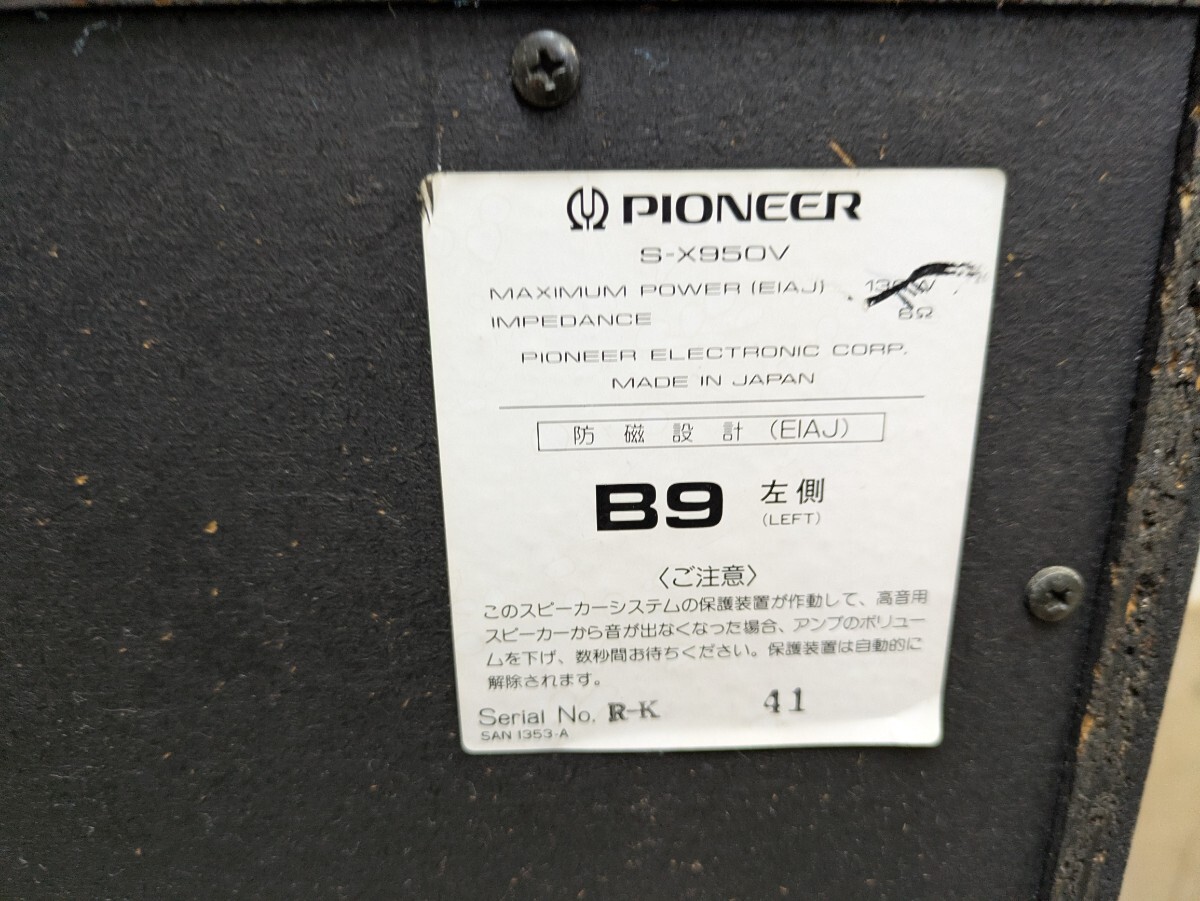 PIONEER
S-X950V
MAXIMUM POWER (EIAJ)
IMPEDANCE 6Ω
PIONEER ELECTRONIC CORP.
MADE IN JAPAN
防磁設計 (EIAJ)
B9 左側
(LEFT)
〈ご注意〉
このスピーカーシステムの保護装置が作動して、高音用
スピーカーから音が出なくなった場合、アンプのボリュー
ムを下げ、数秒間お待ちください。保護装置は自動的に
解除されます。
Serial No. R-K 41
SAN 1353-A